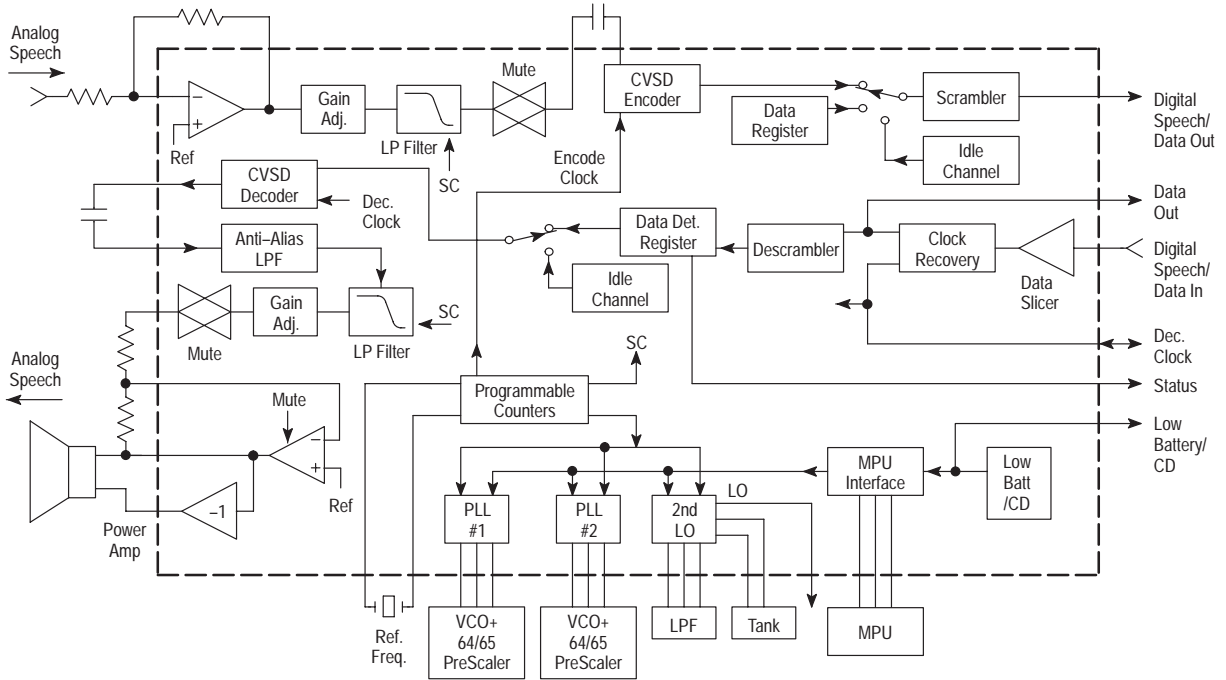 Analog
Speech
Mute
CVSD
Encoder
Gain
Adj.
LP Filter
Scrambler
Data
Register
Digital
Speech/
Data Out
−
+
Ref
SC
Encode
Clock
Idle
Channel
CVSD
Decoder
Dec.
Clock
Data
Out
Anti–Alias
LPF
Data Det.
Register
Descrambler
Clock
Recovery
Data
Slicer
Digital
Speech/
Data In
Idle
Channel
Mute
Gain
Adj.
LP Filter
SC
SC
Dec.
Clock
Analog
Speech
Programmable
Counters
Status
Mute
−
+
Ref
Low
Battery/
CD
MPU
Interface
Low
Batt
/CD
–1
Power
Amp
PLL
#1
PLL
#2
2nd
LO
LO
Ref.
Freq.
VCO+
64/65
PreScaler
VCO+
64/65
PreScaler
LPF
Tank
MPU